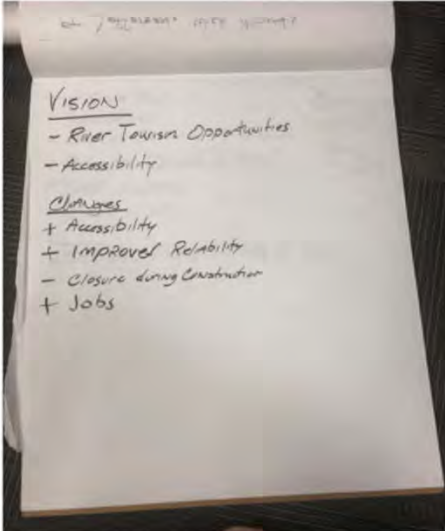 VISION
- River Tourism Opportunities
- Accessibility
Changes
+ Accessibility
+ Improved Reliability
- Closure during Construction
+ Jobs